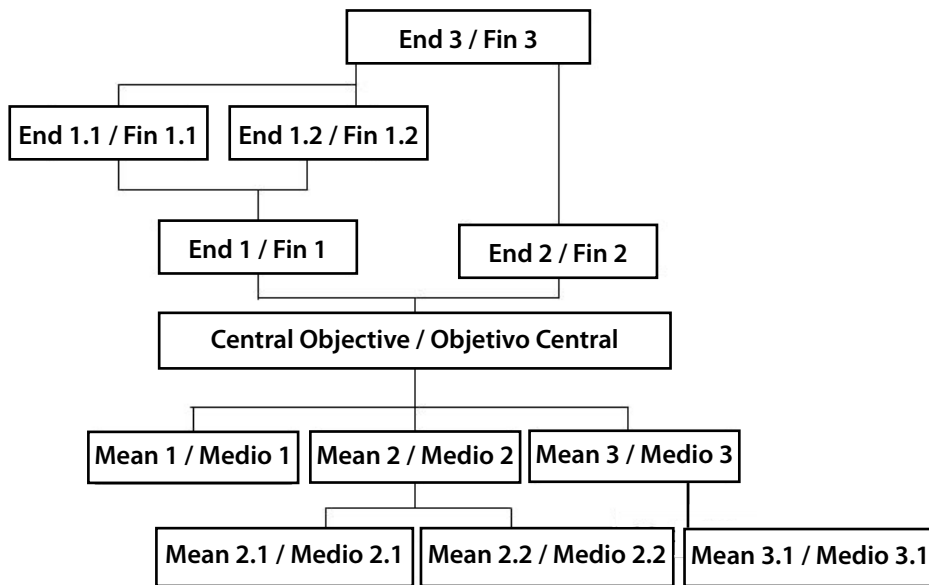 End 3 / Fin 3
End 1.1 / Fin 1.1
End 1.2 / Fin 1.2
End 1 / Fin 1
End 2 / Fin 2
Central Objective / Objetivo Central
Mean 1 / Medio 1
Mean 2 / Medio 2
Mean 3 / Medio 3
Mean 2.1 / Medio 2.1
Mean 2.2 / Medio 2.2
Mean 3.1 / Medio 3.1